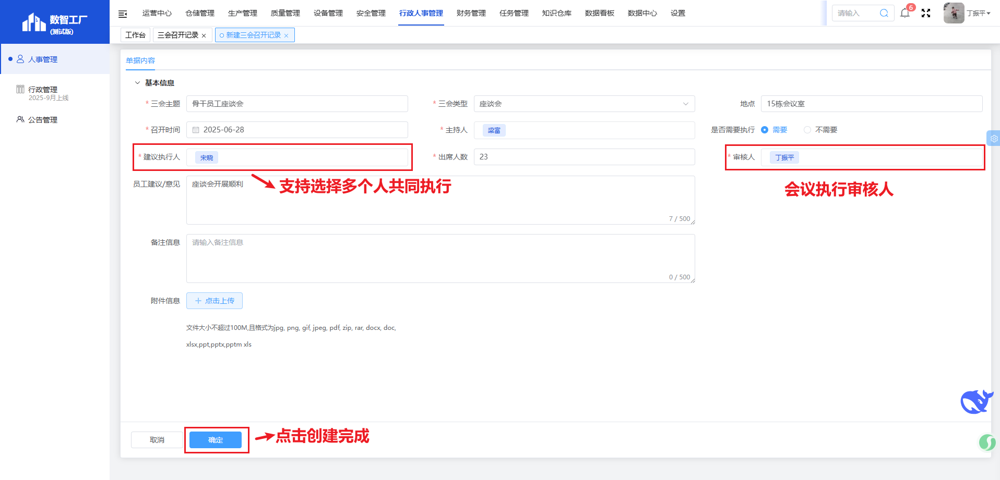 数智工厂
(测试版)
运营中心 仓储管理 生产管理 质量管理 设备管理 安全管理 行政人事管理 财务管理 任务管理 知识仓库 数据看板 数据中心 设置
请输入
6
丁振平
工作台 三会召开记录 × 新建三会召开记录 ×
人事管理
行政管理
2025-9月上线
公告管理
单据内容
基本信息
* 三会主题 骨干员工座谈会 * 三会类型 座谈会 地点 15栋会议室
* 召开时间 2025-06-28 * 主持人 梁富 是否需要执行 需要 不需要
* 建议执行人 宋晓 * 出席人数 23 * 审核人 丁振平
员工建议/意见 座谈会开展顺利
7 / 500
支持选择多个人共同执行
会议执行审核人
备注信息 请输入备注信息
0 / 500
附件信息 + 点击上传
文件大小不超过100M,且格式为jpg, png, gif, jpeg, pdf, zip, rar, docx, doc,
xlsx,ppt,pptx,pptm xls
取消 确定
点击创建完成